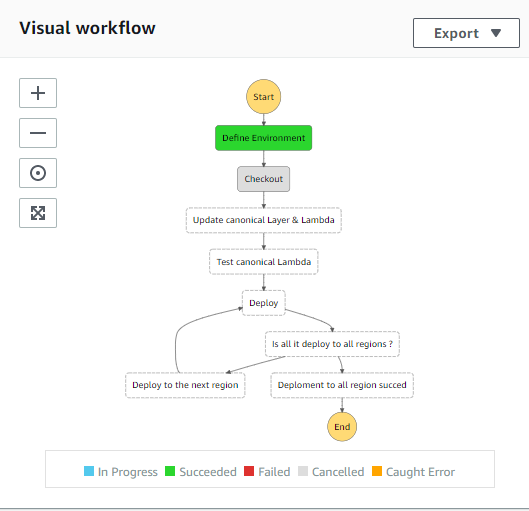 Visual workflow
Export
Start
Define Environment
Checkout
Update canonical Layer & Lambda
Test canonical Lambda
Deploy
Is all it deploy to all regions ?
Deploy to the next region
Deploment to all region succed
End
In Progress
Succeeded
Failed
Cancelled
Caught Error